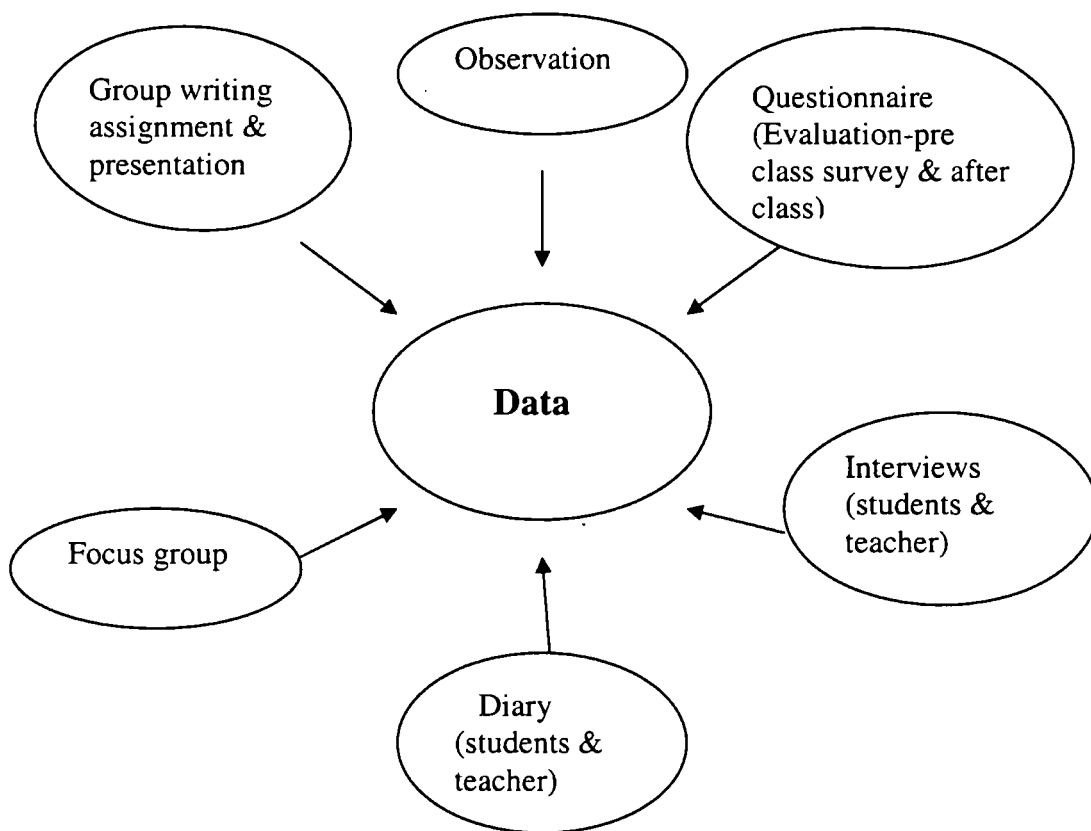 Group writing
assignment &
presentation
Observation
Questionnaire
(Evaluation-pre
class survey & after
class)
Data
Interviews
(students &
teacher)
Focus group
Diary
(students &
teacher)